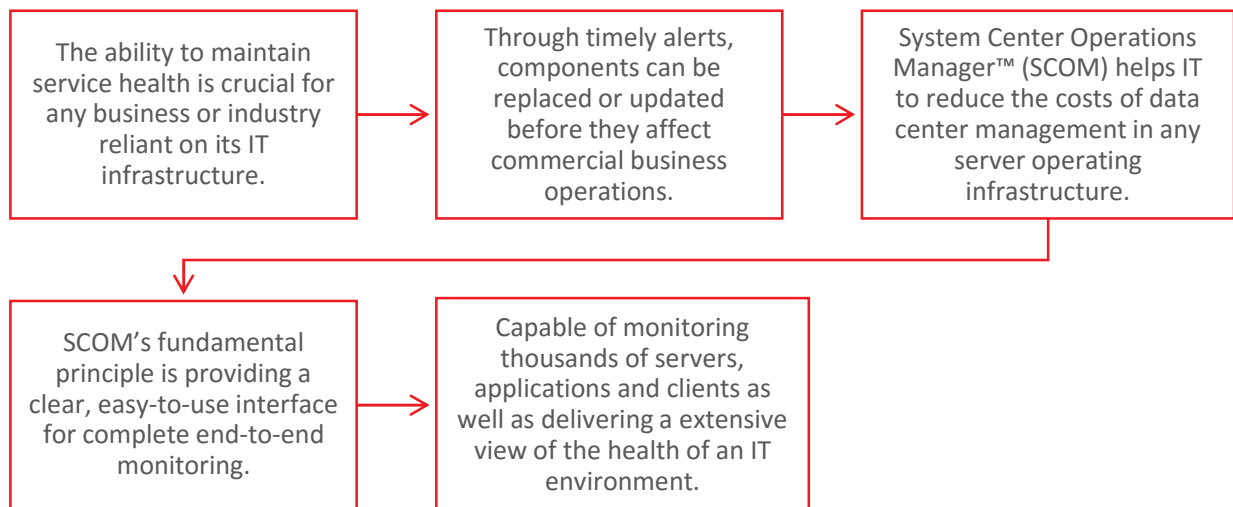 The ability to maintain
service health is crucial for
any business or industry
reliant on its IT
infrastructure.
Through timely alerts,
components can be
replaced or updated
before they affect
commercial business
operations.
System Center Operations
Manager™ (SCOM) helps IT
to reduce the costs of data
center management in any
server operating
infrastructure.
SCOM’s fundamental
principle is providing a
clear, easy-to-use interface
for complete end-to-end
monitoring.
Capable of monitoring
thousands of servers,
applications and clients as
well as delivering a extensive
view of the health of an IT
environment.